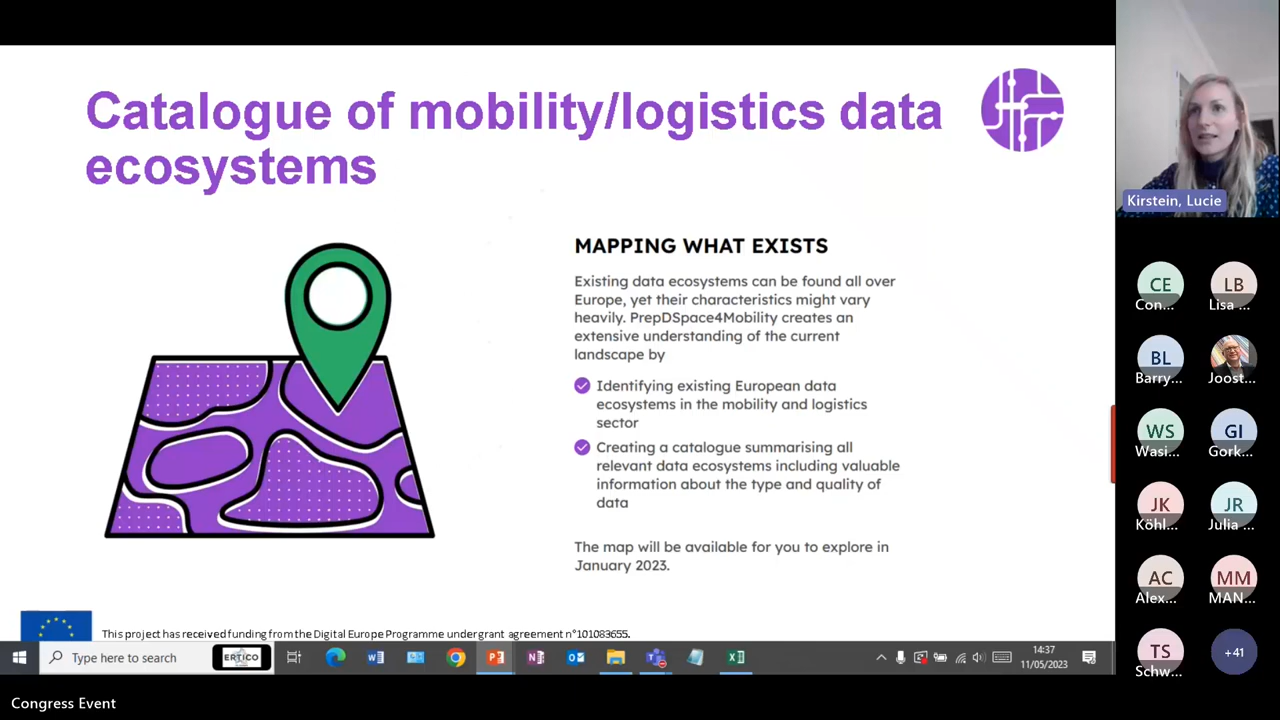 Catalogue of mobility/logistics data
ecosystems
MAPPING WHAT EXISTS
Existing data ecosystems can be found all over
Europe, yet their characteristics might vary
heavily. PrepDSpace4Mobility creates an
extensive understanding of the current
landscape by
Identifying existing European data
ecosystems in the mobility and logistics
sector
Creating a catalogue summarising all
relevant data ecosystems including valuable
information about the type and quality of
data
The map will be available for you to explore in
January 2023.
This project has received funding from the Digital Europe Programme under grant agreement n°101083655.
Type here to search
ERTICO
14:37
11/05/2023
Kirstein, Lucie
CE
Con...
LB
Lisa ...
BL
Barry...
Joost...
WS
Wasi...
GI
Gork...
JK
Köhl...
JR
Julia ...
AC
Alex...
MM
MAN...
TS
Schw...
+41
Congress Event